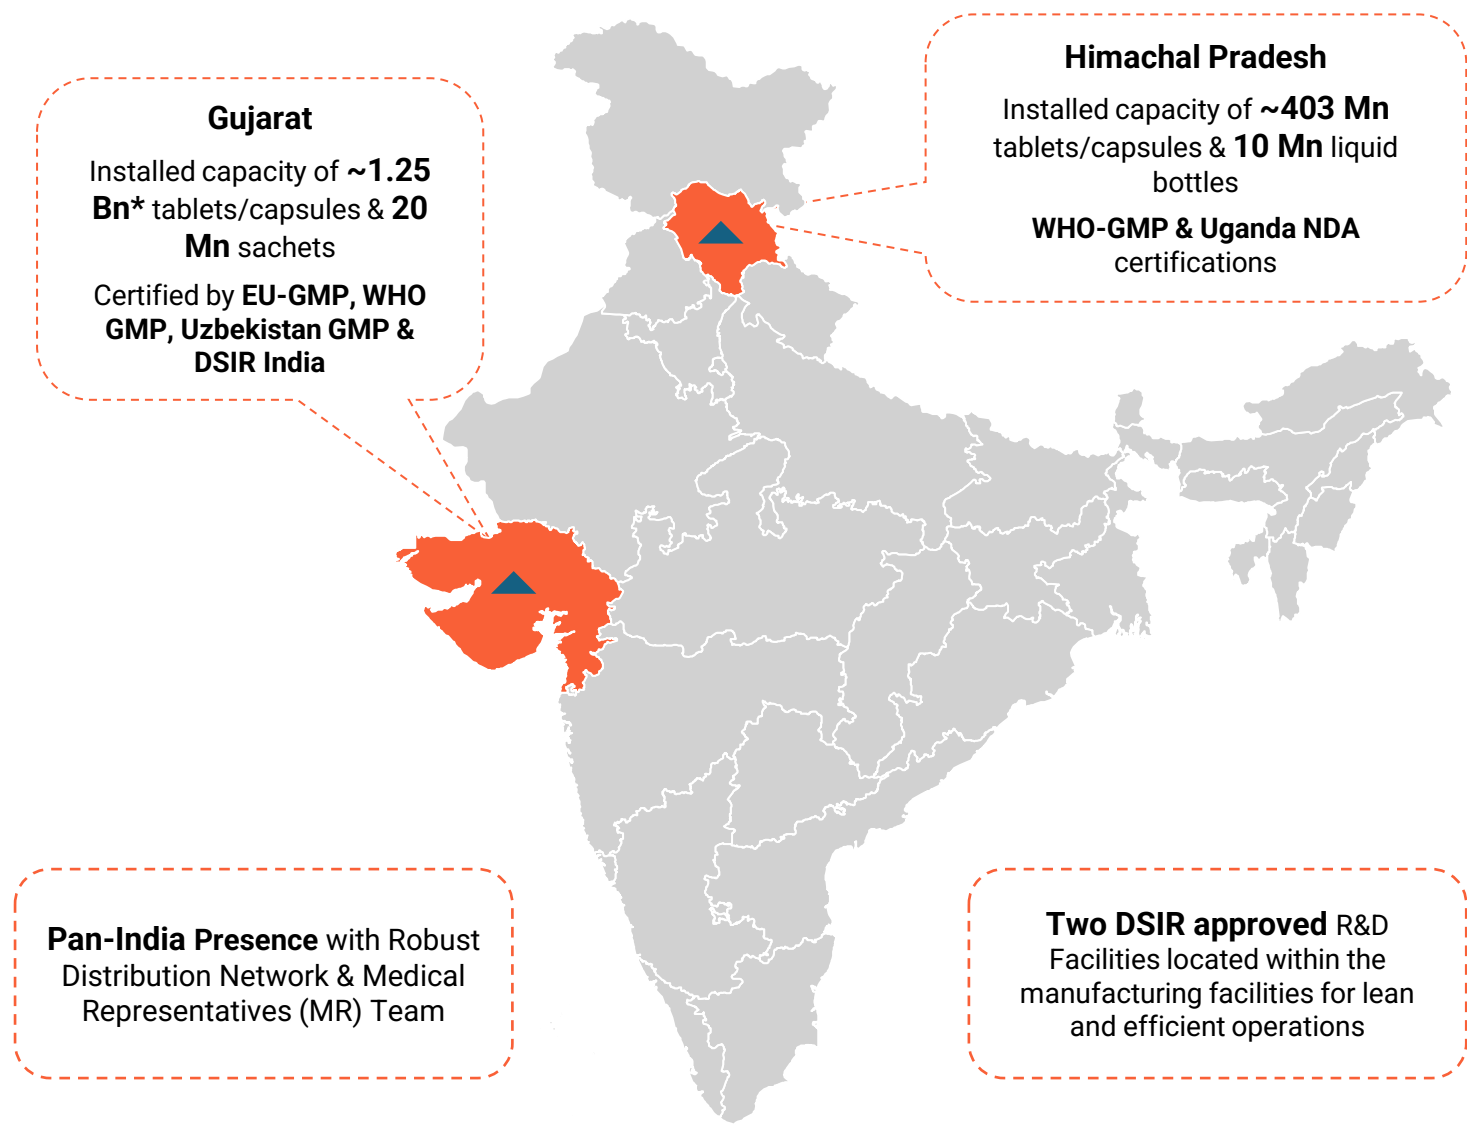 Gujarat
Installed capacity of ~1.25
Bn* tablets/capsules & 20
Mn sachets
Certified by EU-GMP, WHO
GMP, Uzbekistan GMP &
DSIR India
Himachal Pradesh
Installed capacity of ~403 Mn
tablets/capsules & 10 Mn liquid
bottles
WHO-GMP & Uganda NDA
certifications
Pan-India Presence with Robust
Distribution Network & Medical
Representatives (MR) Team
Two DSIR approved R&D
Facilities located within the
manufacturing facilities for lean
and efficient operations